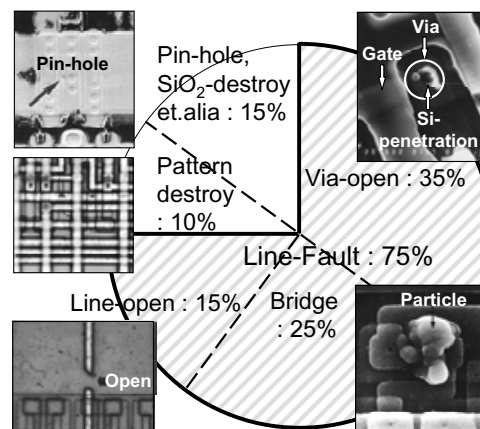 Pin-hole
Pin-hole,
SiO₂-destroy
et.alia : 15%
Via
Gate
Si-
penetration
Pattern
destroy
: 10%
Via-open : 35%
Line-Fault : 75%
Line-open : 15%
Bridge
: 25%
Particle
Open